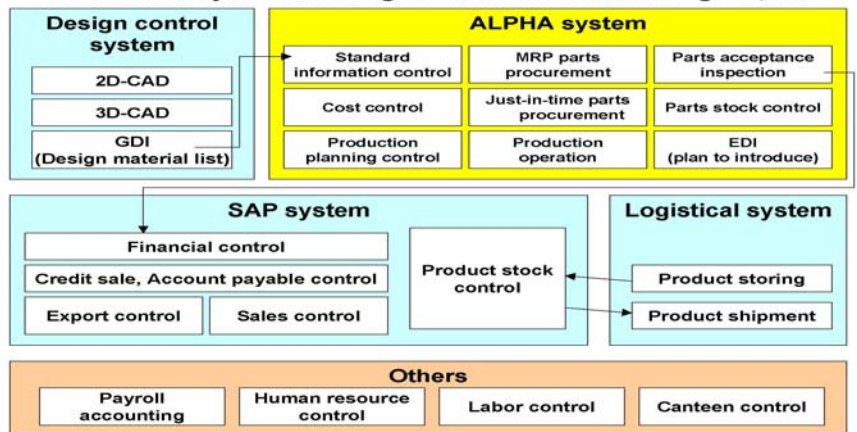 Design control
system
2D-CAD
3D-CAD
GDI
(Design material list)
ALPHA system
Standard
information control
MRP parts
procurement
Parts acceptance
inspection
Cost control
Just-in-time parts
procurement
Parts stock control
Production
planning control
Production
operation
EDI
(plan to introduce)
SAP system
Financial control
Credit sale, Account payable control
Export control
Sales control
Product stock
control
Logistical system
Product storing
Product shipment
Others
Payroll
accounting
Human resource
control
Labor control
Canteen control